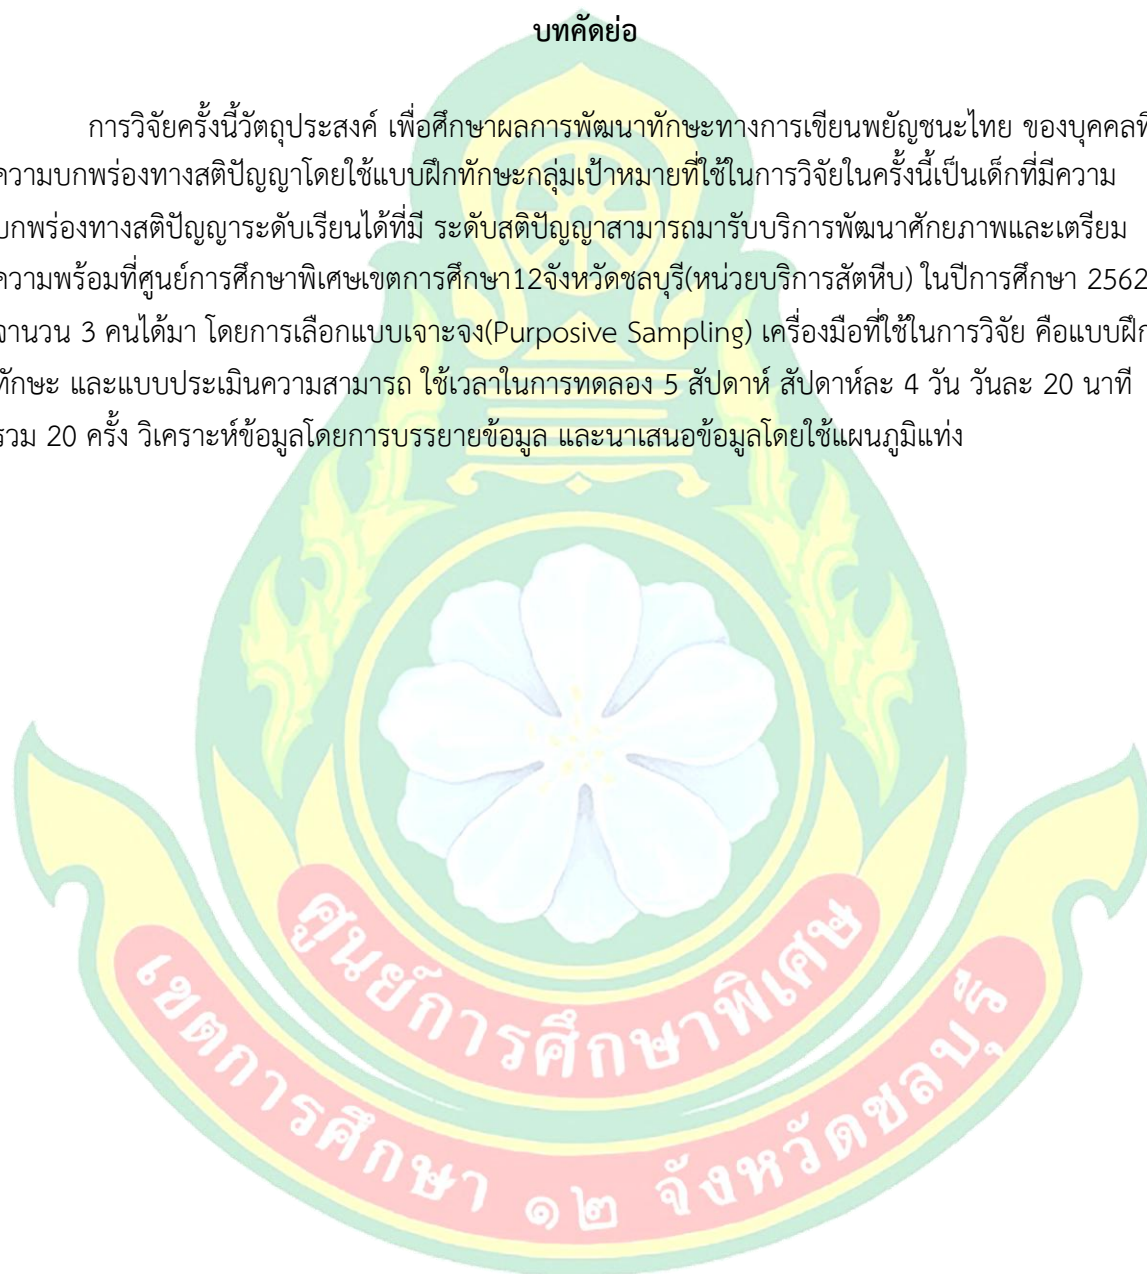 บทคัดย่อ
การวิจัยครั้งนี้วัตถุประสงค์ เพื่อศึกษาผลการพัฒนาทักษะทางการเขียนพยัญชนะไทย ของบุคคลที่
ความบกพร่องทางสติปัญญาโดยใช้แบบฝึกทักษะกลุ่มเป้าหมายที่ใช้ในการวิจัยในครั้งนี้เป็นเด็กที่มีความ
บกพร่องทางสติปัญญาระดับเรียนได้ที่มี ระดับสติปัญญาสามารถมารับบริการพัฒนาศักยภาพและเตรียม
ความพร้อมที่ศูนย์การศึกษาพิเศษเขตการศึกษา12จังหวัดชลบุรี(หน่วยบริการสัตหีบ) ในปีการศึกษา 2562
จานวน 3 คนได้มา โดยการเลือกแบบเจาะจง(Purposive Sampling) เครื่องมือที่ใช้ในการวิจัย คือแบบฝึก
ทักษะ และแบบประเมินความสามารถ ใช้เวลาในการทดลอง 5 สัปดาห์ สัปดาห์ละ 4 วัน วันละ 20 นาที
รวม 20 ครั้ง วิเคราะห์ข้อมูลโดยการบรรยายข้อมูล และนาเสนอข้อมูลโดยใช้แผนภูมิแท่ง
ศูนย์การศึกษาพิเศษ
เขตการศึกษา ๑๒ จังหวัดชลบุรี